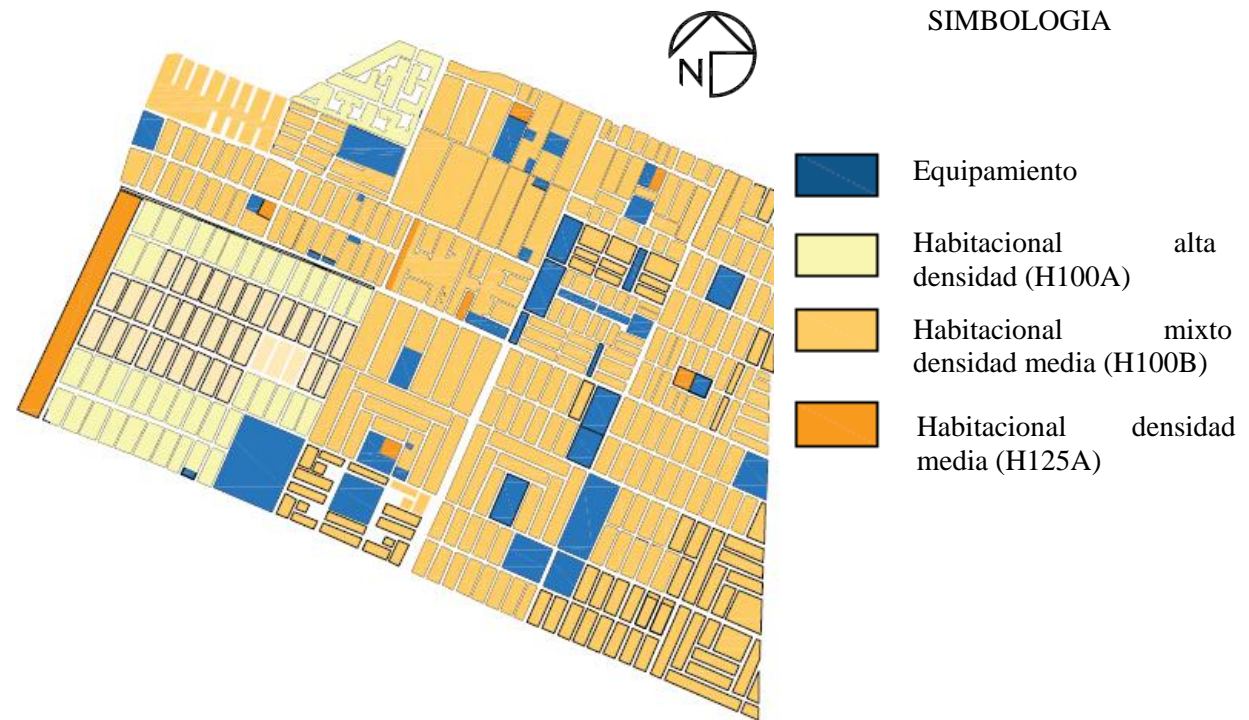 SIMBOLOGIA
N
Equipamiento
Habitacional alta
densidad (H100A)
Habitacional mixto
densidad media (H100B)
Habitacional densidad
media (H125A)